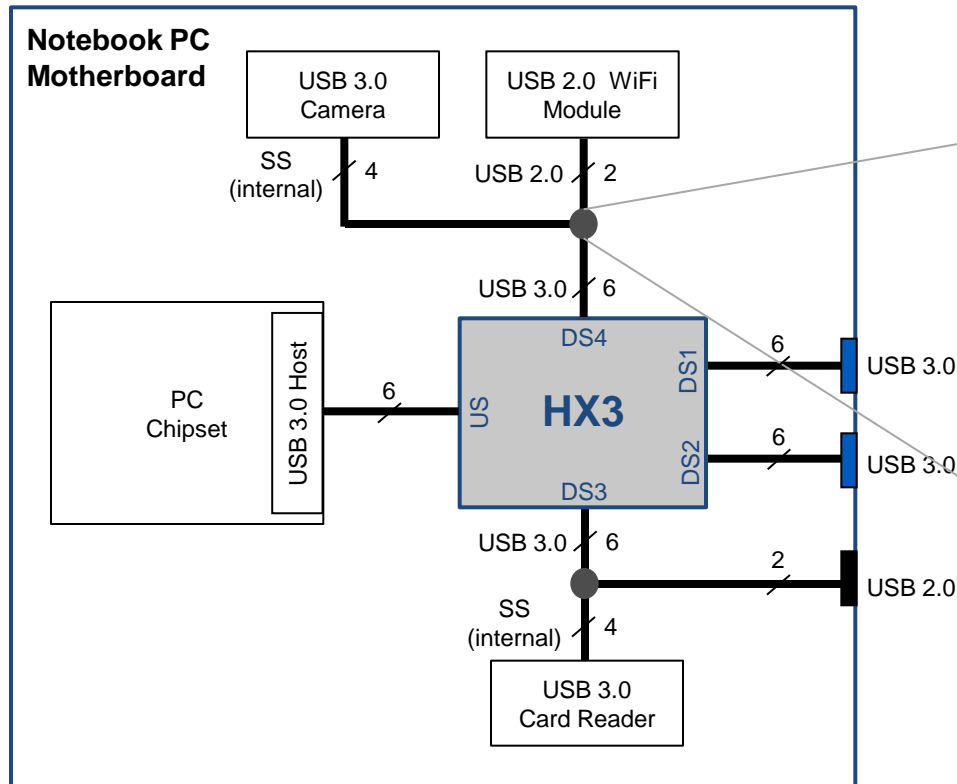 Notebook PC
Motherboard
USB 3.0
Camera
USB 2.0 WiFi
Module
SS
(internal)
4
USB 2.0
2
USB 3.0
6
DS4
PC
Chipset
USB 3.0 Host
6
US
HX3
DS1
DS2
DS3
6
USB 3.0
6
USB 3.0
USB 3.0
6
2
USB 2.0
SS
(internal)
4
USB 3.0
Card Reader